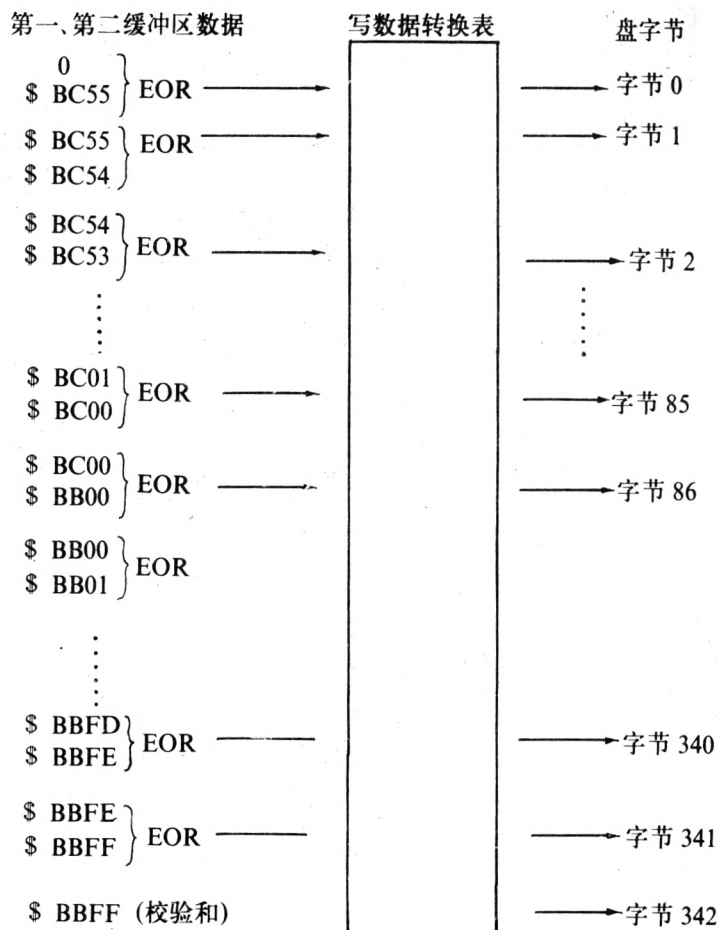 第一、第二缓冲区数据 写数据转换表 盘字节
0
$ BC55 EOR 字节 0
$ BC55 EOR 字节 1
$ BC54
$ BC54
$ BC53 EOR 字节 2
$ BC01 EOR
$ BC00 字节 85
$ BC00 EOR
$ BB00 字节 86
$ BB00 EOR
$ BB01
$ BBFD EOR 字节 340
$ BBFE
$ BBFE EOR 字节 341
$ BBFF
$ BBFF (校验和) 字节 342